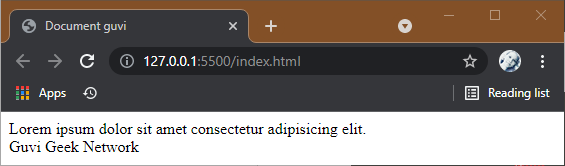 Document guvi
127.0.0.1:5500/index.html
Apps
Reading list
Lorem ipsum dolor sit amet consectetur adipisicing elit.
Guvi Geek Network